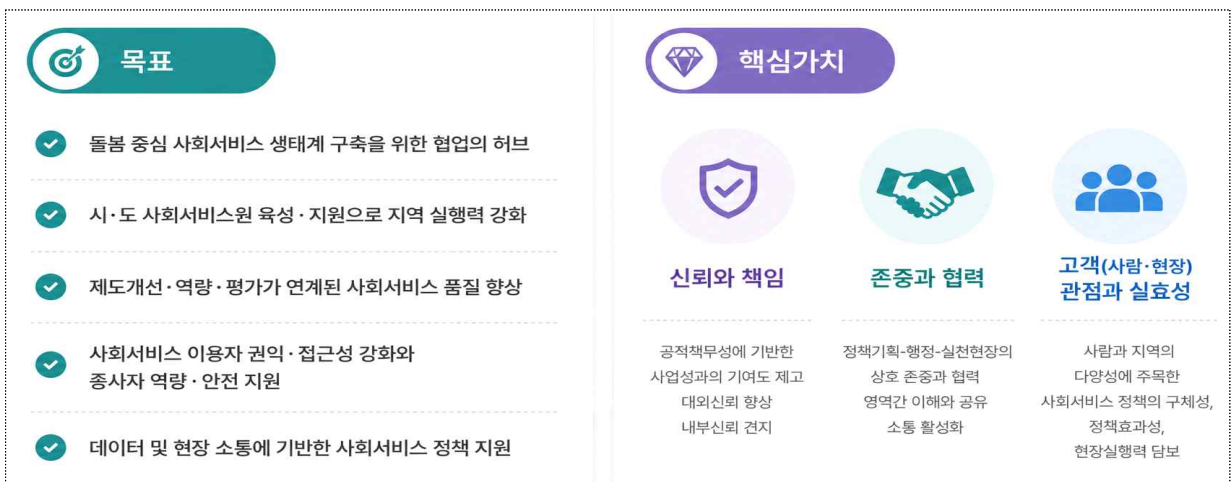 목표
돌봄 중심 사회서비스 생태계 구축을 위한 협업의 허브
시·도 사회서비스원 육성·지원으로 지역 실행력 강화
제도개선·역량·평가가 연계된 사회서비스 품질 향상
사회서비스 이용자 권익·접근성 강화와
종사자 역량·안전 지원
데이터 및 현장 소통에 기반한 사회서비스 정책 지원
핵심가치
신뢰와 책임
공적책무성에 기반한
사업성과의 기여도 제고
대외신뢰 향상
내부신뢰 견지
존중과 협력
정책기획-행정-실천현장의
상호 존중과 협력
영역간 이해와 공유
소통 활성화
고객(사람·현장)
관점과 실효성
사람과 지역의
다양성에 주목한
사회서비스 정책의 구체성,
정책효과성,
현장실행력 담보